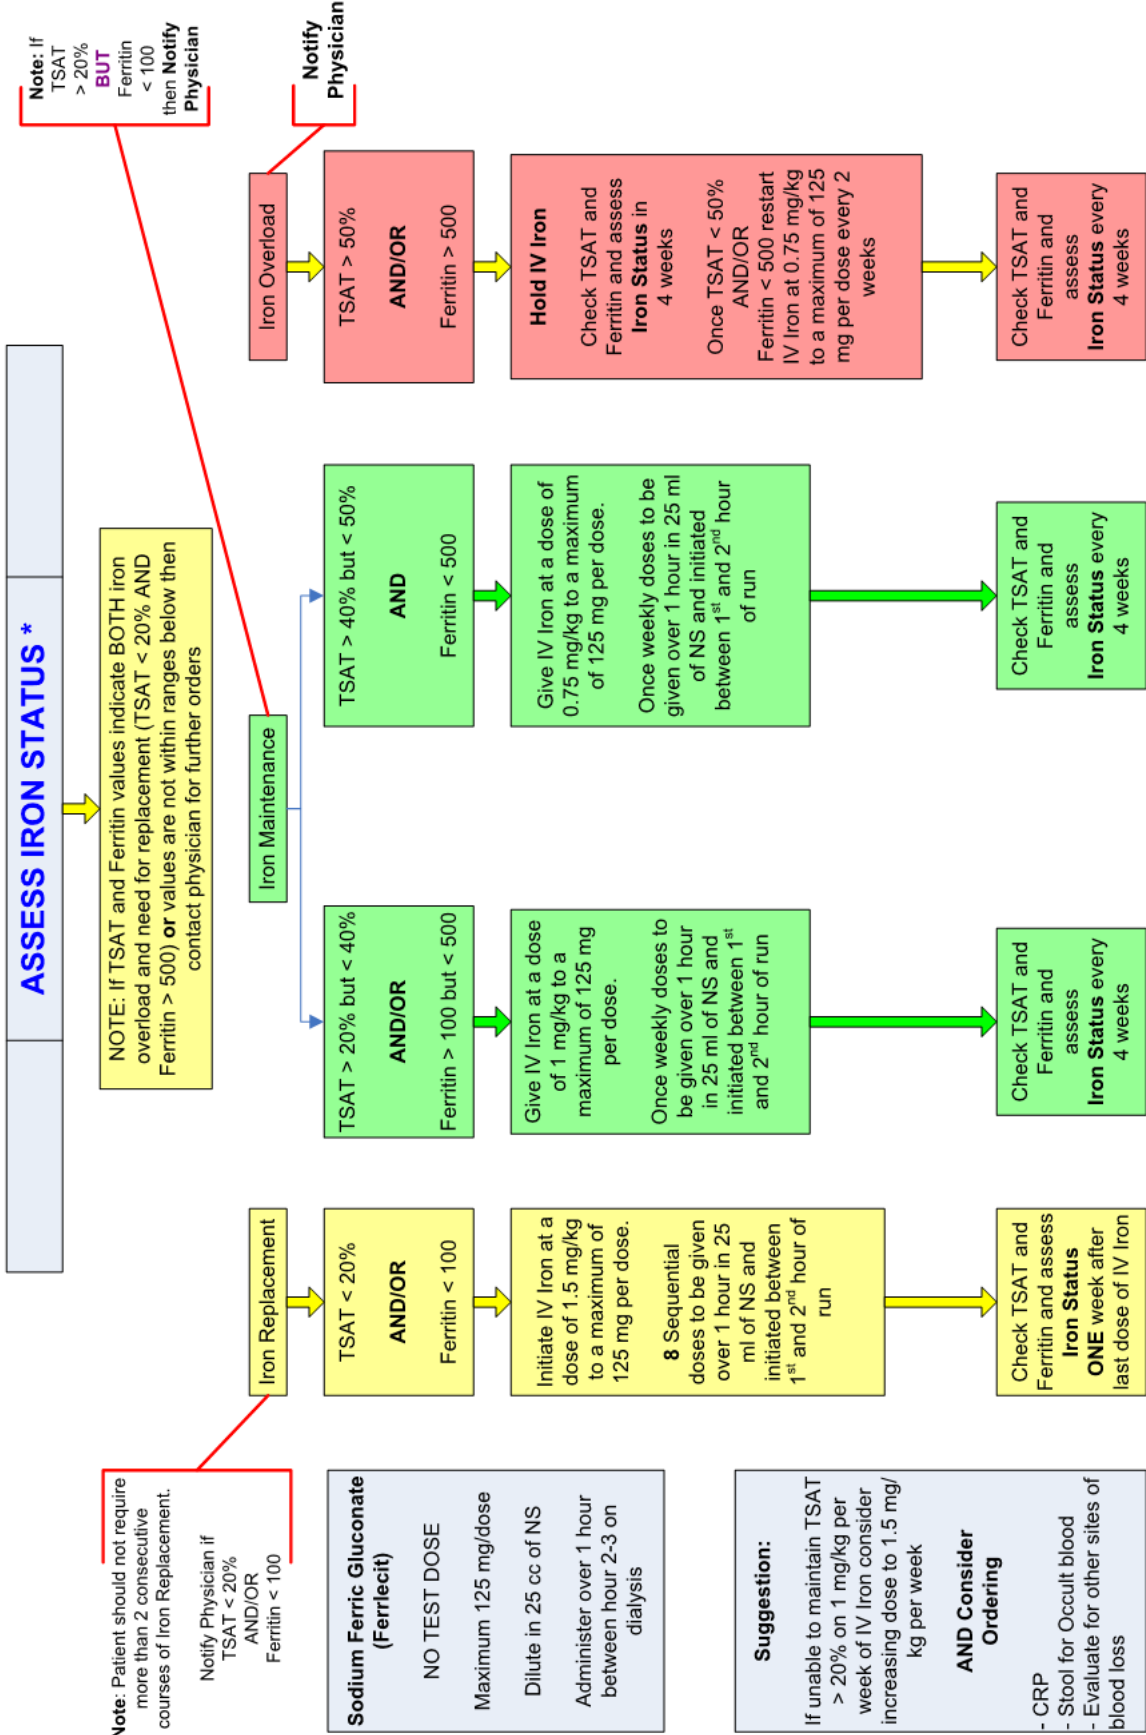 ASSESS IRON STATUS *
NOTE: If TSAT and Ferritin values indicate BOTH iron
overload and need for replacement (TSAT < 20% AND
Ferritin > 500) or values are not within ranges below then
contact physician for further orders
Note: Patient should not require
more than 2 consecutive
courses of Iron Replacement.
Notify Physician if
TSAT < 20%
AND/OR
Ferritin < 100
Iron Replacement
Iron Maintenance
Iron Overload
Note: If
TSAT
> 20%
BUT
Ferritin
< 100
then Notify
Physician
Notify
Physician
Sodium Ferric Gluconate
(Ferrlecit)
NO TEST DOSE
Maximum 125 mg/dose
Dilute in 25 cc of NS
Administer over 1 hour
between hour 2-3 on
dialysis
TSAT < 20%
AND/OR
Ferritin < 100
Initiate IV Iron at a
dose of 1.5 mg/kg
to a maximum of
125 mg per dose.
8 Sequential
doses to be given
over 1 hour in 25
ml of NS and
initiated between
1st and 2nd hour of
run
Check TSAT and
Ferritin and assess
Iron Status
ONE week after
last dose of IV Iron
TSAT > 20% but < 40%
AND/OR
Ferritin > 100 but < 500
Give IV Iron at a dose
of 1 mg/kg to a
maximum of 125 mg
per dose.
Once weekly doses to
be given over 1 hour
in 25 ml of NS and
initiated between 1st
and 2nd hour of run
Check TSAT and
Ferritin and
assess
Iron Status every
4 weeks
TSAT > 40% but < 50%
AND
Ferritin < 500
Give IV Iron at a dose of
0.75 mg/kg to a maximum
of 125 mg per dose.
Once weekly doses to be
given over 1 hour in 25 ml
of NS and initiated
between 1st and 2nd hour
of run
Check TSAT and
Ferritin and
assess
Iron Status every
4 weeks
TSAT > 50%
AND/OR
Ferritin > 500
Hold IV Iron
Check TSAT and
Ferritin and assess
Iron Status in
4 weeks
Once TSAT < 50%
AND/OR
Ferritin < 500 restart
IV Iron at 0.75 mg/kg
to a maximum of 125
mg per dose every 2
weeks
Check TSAT and
Ferritin and
assess
Iron Status every
4 weeks
Suggestion:
If unable to maintain TSAT
> 20% on 1 mg/kg per
week of IV Iron consider
increasing dose to 1.5 mg/
kg per week
AND Consider
Ordering
- CRP
- Stool for Occult blood
- Evaluate for other sites of
blood loss